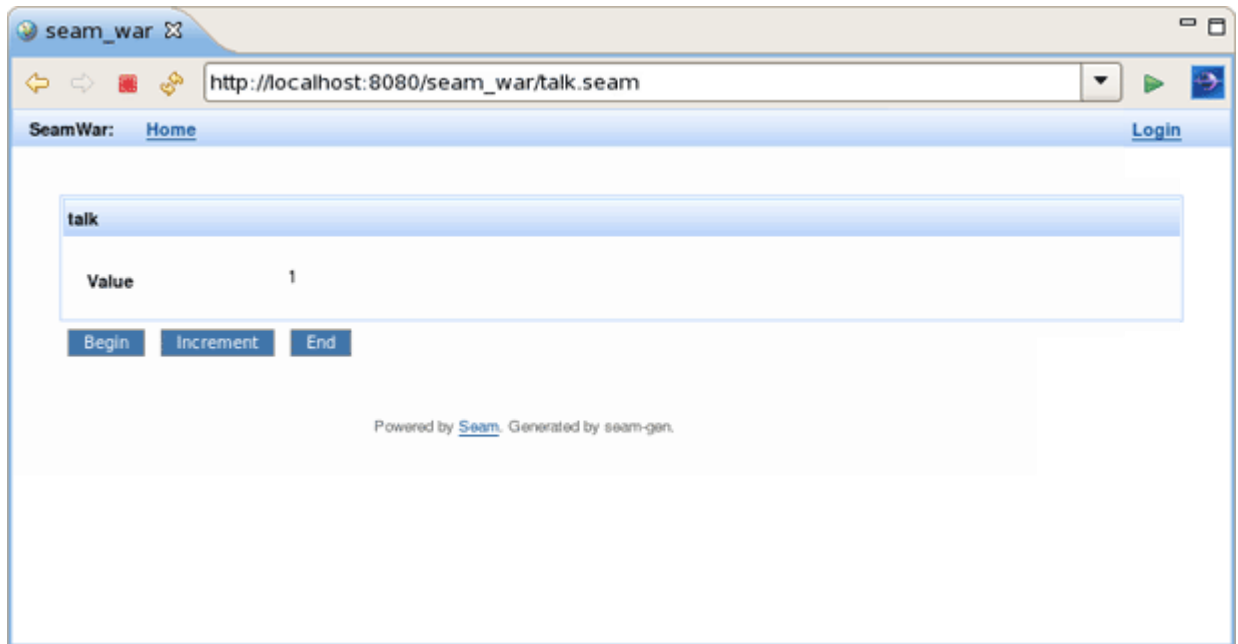 seam_war
http://localhost:8080/seam_war/talk.seam
SeamWar: Home Login
talk
Value 1
Begin Increment End
Powered by Seam. Generated by seam-gen.